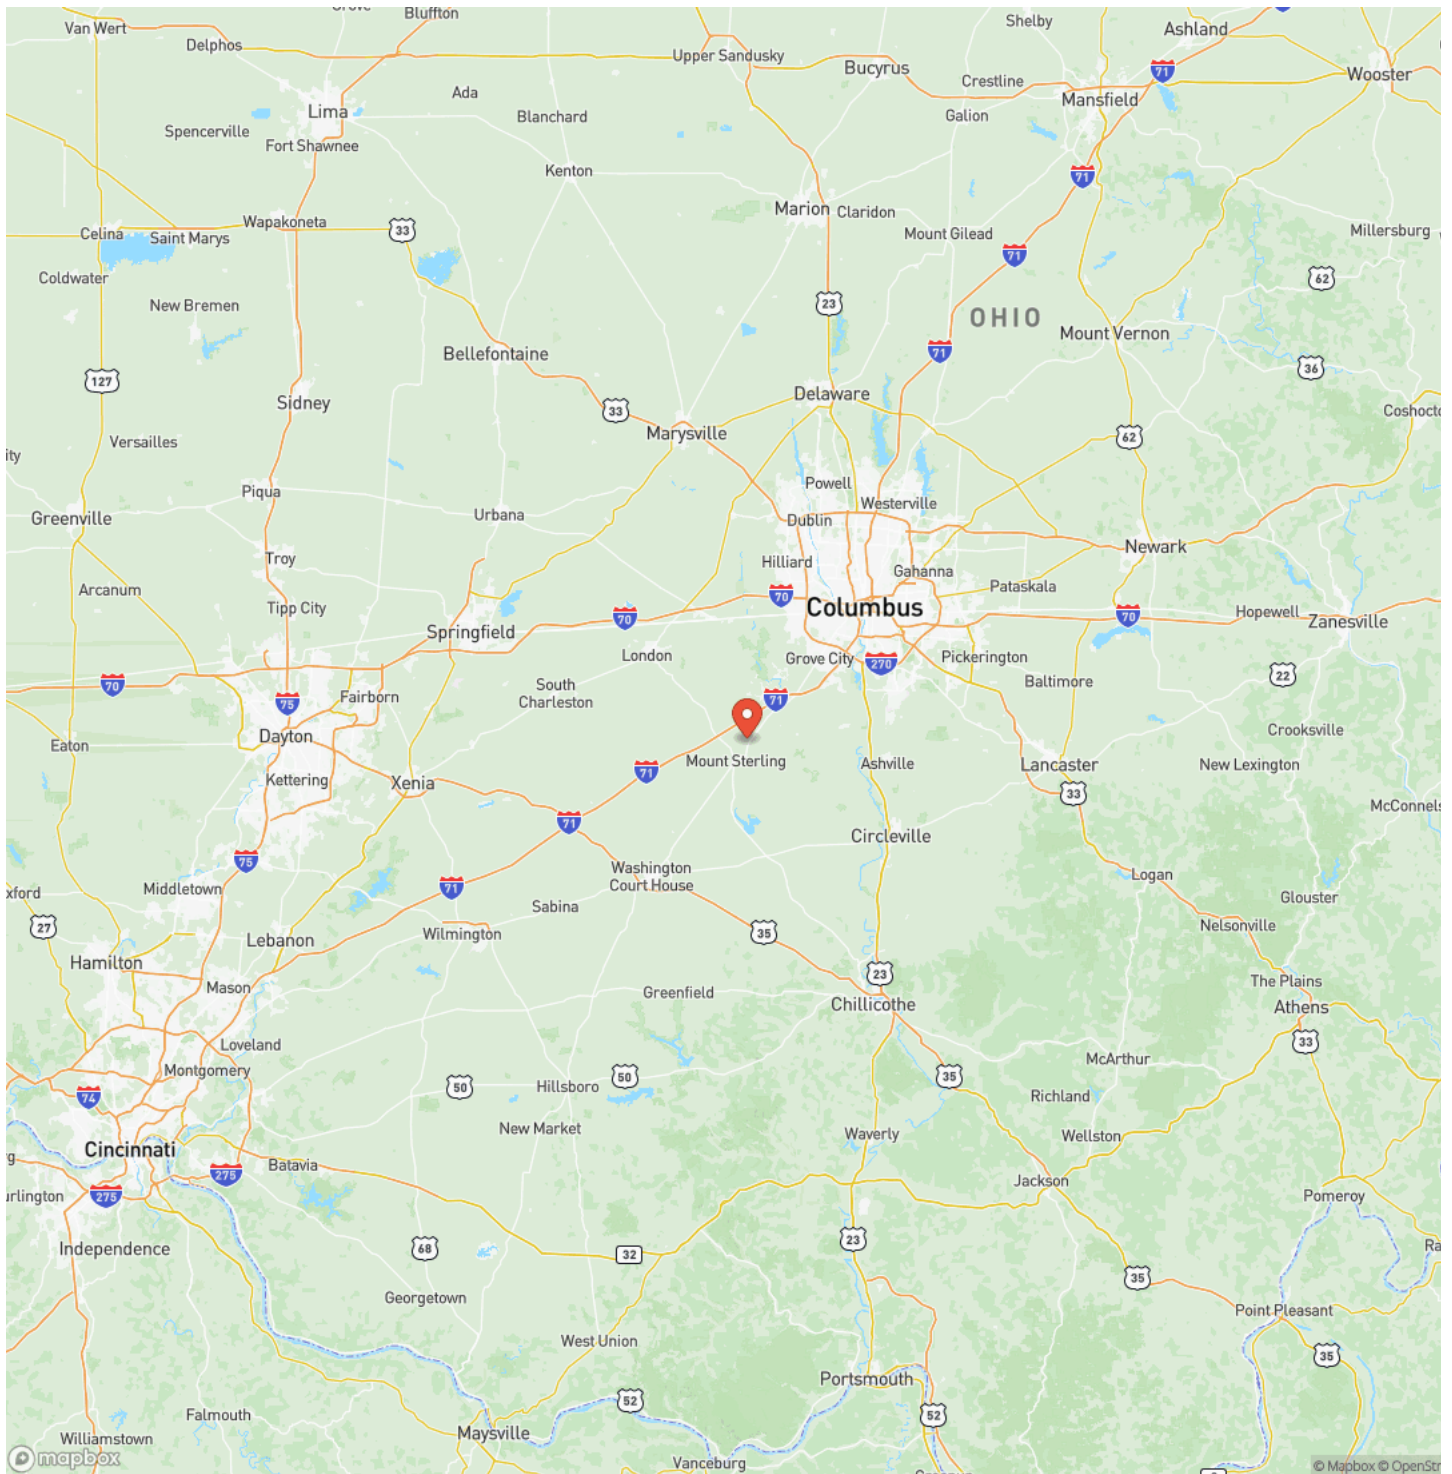 Grove
Bluffton
Shelby
Van Wert
Ashland
Delphos
Upper Sandusky
Bucyrus
71
Wooster
Crestline
Ada
Mansfield
Lima
Blanchard
Galion
Spencerville
Fort Shawnee
Kenton
71
Marion
Claridon
Wapakoneta
33
Celina
Saint Marys
Mount Gilead
Millersburg
71
Coldwater
62
New Bremen
23
OHIO
Mount Vernon
Bellefontaine
71
36
127
Delaware
Sidney
33
Coshocto
Marysville
62
Versailles
ity
Powell
Piqua
Westerville
Urbana
Greenville
Dublin
Newark
Troy
Hilliard
Gahanna
Arcanum
Pataskala
70
Tipp City
Columbus
Hopewell
70
70
Zanesville
Springfield
London
Grove City
270
Pickerington
22
Baltimore
70
South
Charleston
Fairborn
71
75
Crooksville
Dayton
Eaton
Mount Sterling
Ashville
Lancaster
New Lexington
71
Kettering
Xenia
33
McConnels
71
Circleville
75
Washington
Court House
Logan
Middletown
71
xford
Glouster
Sabina
27
Nelsonville
Wilmington
35
Lebanon
Hamilton
23
The Plains
Mason
Greenfield
Chillicothe
Athens
Loveland
33
McArthur
Montgomery
50
Hillsboro
50
35
74
Richland
New Market
Waverly
Wellston
Cincinnati
rg
Batavia
275
Jackson
urlington
275
Pomeroy
23
Independence
68
32
Ra
35
Georgetown
Point Pleasant
West Union
35
Portsmouth
52
Falmouth
52
Maysville
Williamstown
mapbox
Vanceburg
© Mapbox © OpenStr